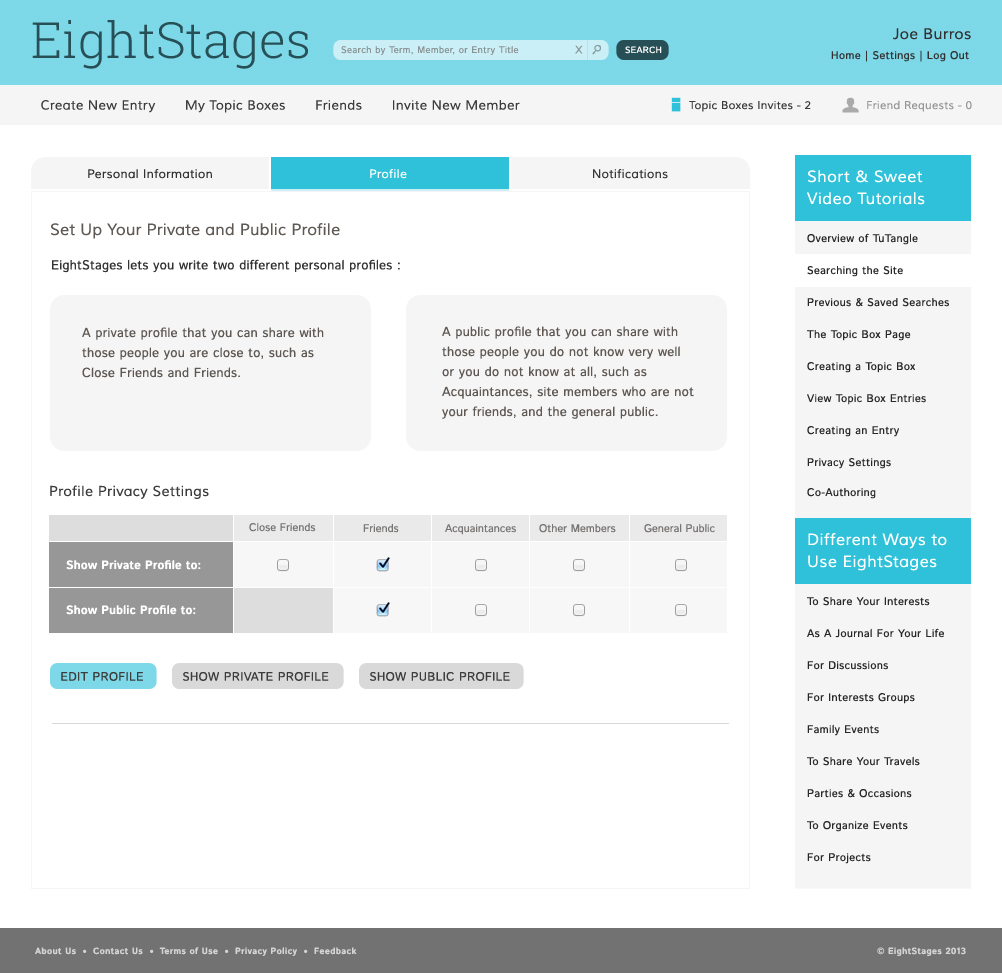 EightStages
Search by Term, Member, or Entry Title
X
SEARCH
Joe Burros
Home | Settings | Log Out
Create New Entry
My Topic Boxes
Friends
Invite New Member
Topic Boxes Invites - 2
Friend Requests - 0
Personal Information
Profile
Notifications
Set Up Your Private and Public Profile
EightStages lets you write two different personal profiles :
A private profile that you can share with
those people you are close to, such as
Close Friends and Friends.
A public profile that you can share with
those people you do not know very well
or you do not know at all, such as
Acquaintances, site members who are not
your friends, and the general public.
Profile Privacy Settings
Close Friends
Friends
Acquaintances
Other Members
General Public
Show Private Profile to:
Show Public Profile to:
EDIT PROFILE
SHOW PRIVATE PROFILE
SHOW PUBLIC PROFILE
Short & Sweet
Video Tutorials
Overview of TuTangle
Searching the Site
Previous & Saved Searches
The Topic Box Page
Creating a Topic Box
View Topic Box Entries
Creating an Entry
Privacy Settings
Co-Authoring
Different Ways to
Use EightStages
To Share Your Interests
As A Journal For Your Life
For Discussions
For Interests Groups
Family Events
To Share Your Travels
Parties & Occasions
To Organize Events
For Projects
About Us • Contact Us • Terms of Use • Privacy Policy • Feedback
© EightStages 2013